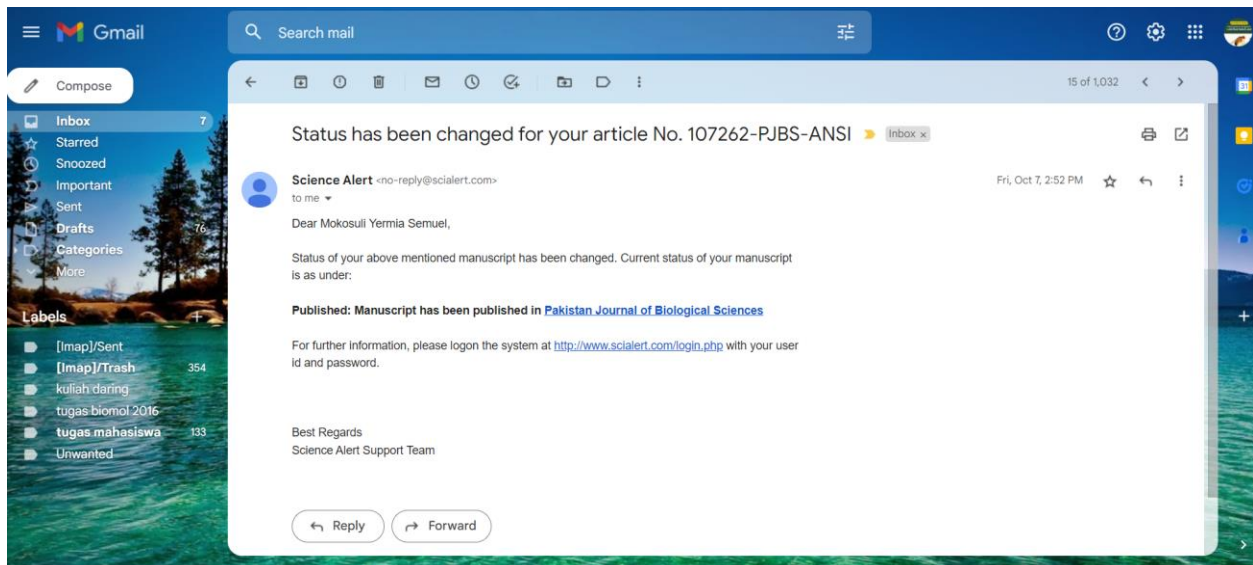 Gmail
Search mail
Compose
15 of 1,032
Inbox 7
Starred
Snoozed
Important
Sent
Drafts 76
Categories
More
Labels
[Imap]/Sent
[Imap]/Trash 354
kuliah daring
tugas biomol 2016
tugas mahasiswa 133
Unwanted
Status has been changed for your article No. 107262-PJBS-ANSI Inbox x
Science Alert <no-reply@scialert.com> Fri, Oct 7, 2:52 PM
to me
Dear Mokosuli Yermia Semuel,
Status of your above mentioned manuscript has been changed. Current status of your manuscript
is as under:
Published: Manuscript has been published in Pakistan Journal of Biological Sciences
For further information, please logon the system at http://www.scialert.com/login.php with your user
id and password.
Best Regards
Science Alert Support Team
Reply Forward
31